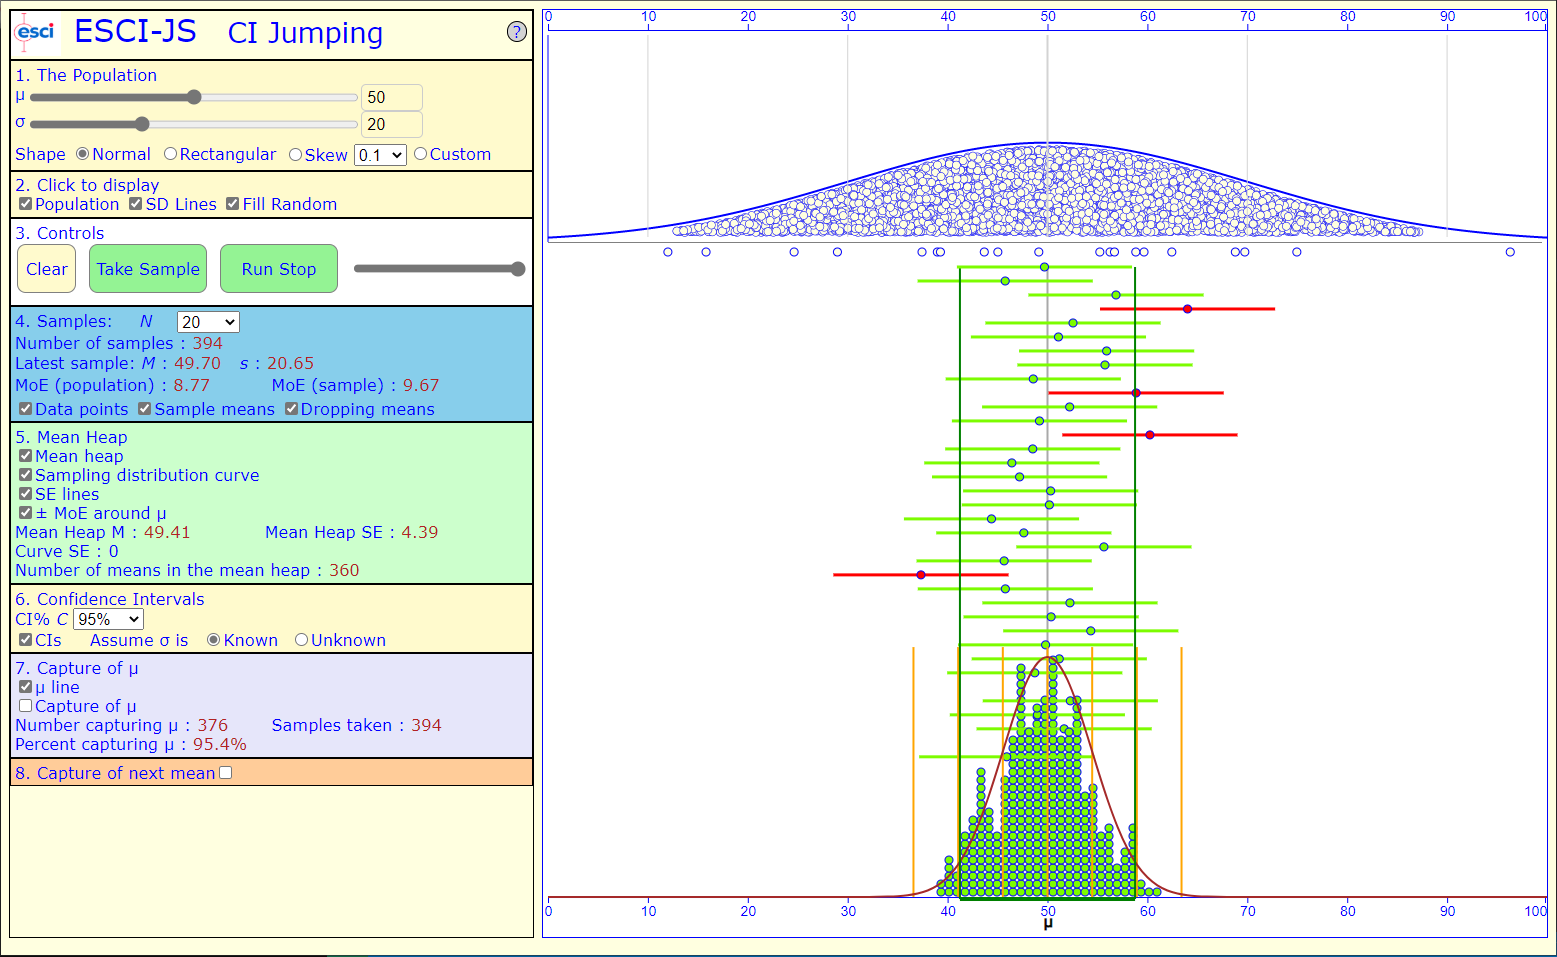 esci ESCI-JS CI Jumping ?
1. The Population
μ 50
σ 20
Shape Normal Rectangular Skew 0.1 Custom
2. Click to display
Population SD Lines Fill Random
3. Controls
Clear Take Sample Run Stop
4. Samples: N 20
Number of samples : 394
Latest sample: M : 49.70 s : 20.65
MoE (population) : 8.77 MoE (sample) : 9.67
Data points Sample means Dropping means
5. Mean Heap
Mean heap
Sampling distribution curve
SE lines
± MoE around μ
Mean Heap M : 49.41 Mean Heap SE : 4.39
Curve SE : 0
Number of means in the mean heap : 360
6. Confidence Intervals
CI% C 95%
CIs Assume σ is Known Unknown
7. Capture of μ
μ line
Capture of μ
Number capturing μ : 376 Samples taken : 394
Percent capturing μ : 95.4%
8. Capture of next mean
0 10 20 30 40 50 60 70 80 90 100
0 10 20 30 40 50 60 70 80 90 100
μ